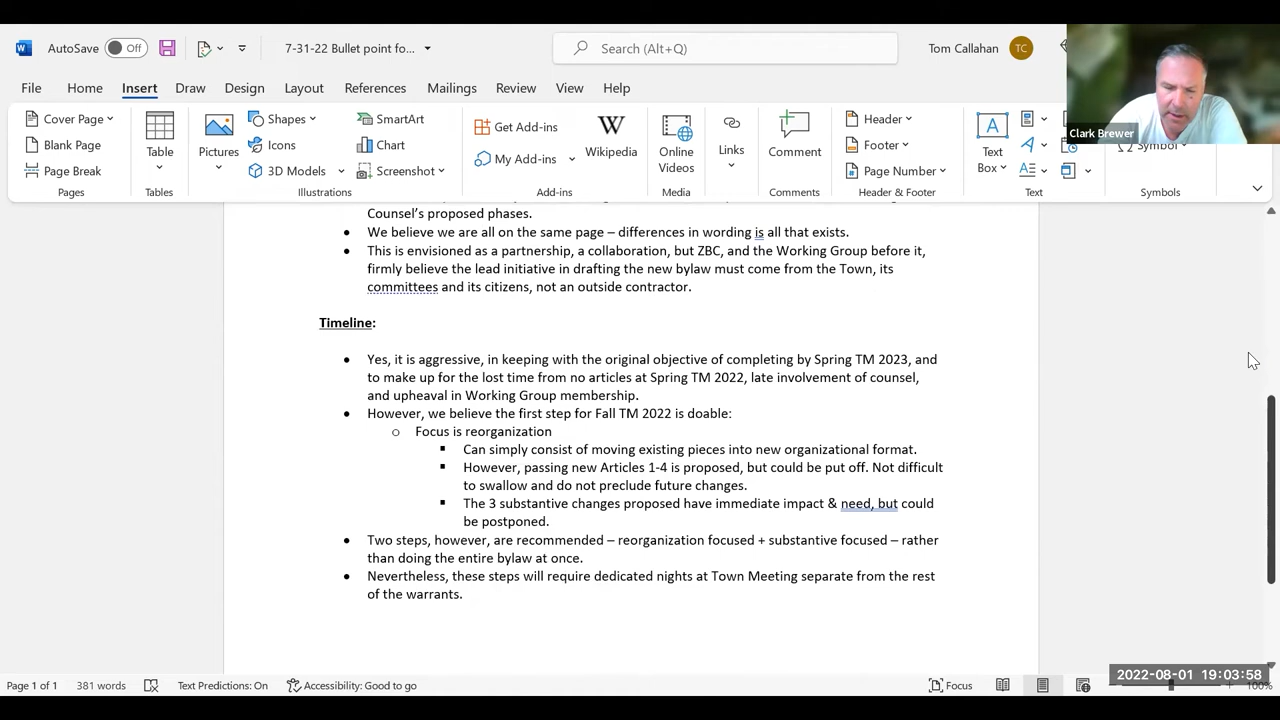 AutoSave Off 7-31-22 Bullet point fo... Search (Alt+Q) Tom Callahan TC
File Home Insert Draw Design Layout References Mailings Review View Help
Clark Brewer
Cover Page
Blank Page
Page Break
Pages
Table
Tables
Pictures
Shapes
Icons
3D Models
SmartArt
Chart
Screenshot
Illustrations
Get Add-ins
My Add-ins
W
Wikipedia
Add-ins
Online
Videos
Media
Links
Comment
Comments
Header
Footer
Page Number
Header & Footer
A
Text
Box
Text
Symbol
Symbols
Counsel's proposed phases.
• We believe we are all on the same page – differences in wording is all that exists.
• This is envisioned as a partnership, a collaboration, but ZBC, and the Working Group before it,
firmly believe the lead initiative in drafting the new bylaw must come from the Town, its
committees and its citizens, not an outside contractor.
Timeline:
• Yes, it is aggressive, in keeping with the original objective of completing by Spring TM 2023, and
to make up for the lost time from no articles at Spring TM 2022, late involvement of counsel,
and upheaval in Working Group membership.
• However, we believe the first step for Fall TM 2022 is doable:
o Focus is reorganization
▪ Can simply consist of moving existing pieces into new organizational format.
▪ However, passing new Articles 1-4 is proposed, but could be put off. Not difficult
to swallow and do not preclude future changes.
▪ The 3 substantive changes proposed have immediate impact & need, but could
be postponed.
• Two steps, however, are recommended – reorganization focused + substantive focused – rather
than doing the entire bylaw at once.
• Nevertheless, these steps will require dedicated nights at Town Meeting separate from the rest
of the warrants.
Page 1 of 1 381 words Text Predictions: On Accessibility: Good to go Focus 100%
2022-08-01 19:03:58